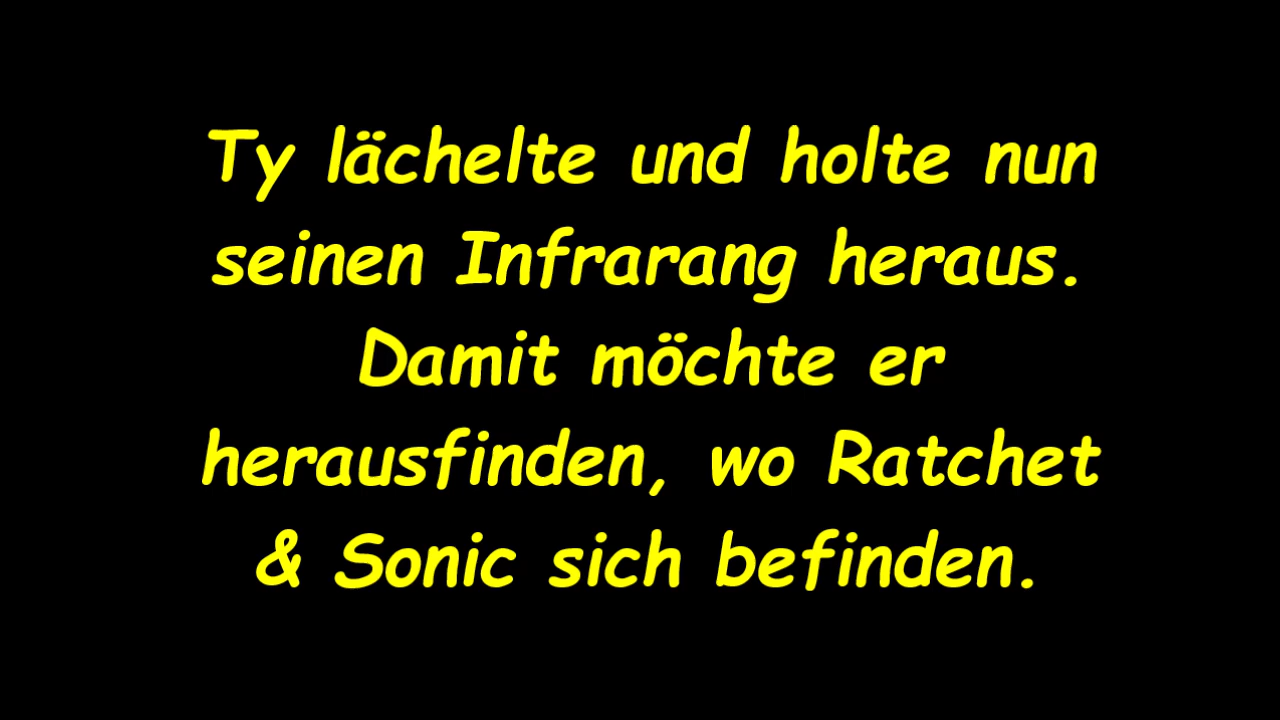 Ty lächelte und holte nun
seinen Infrarang heraus.
Damit möchte er
herausfinden, wo Ratchet
& Sonic sich befinden.